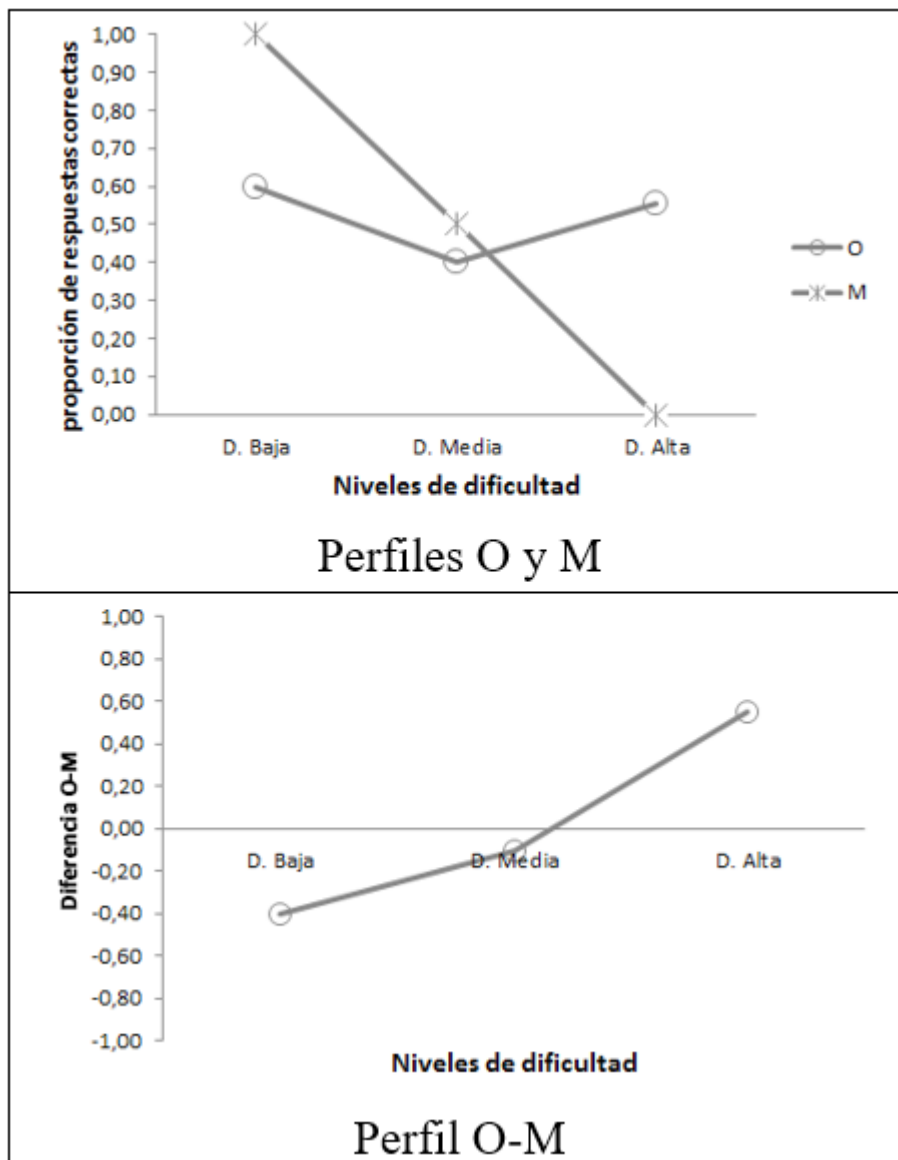 1,00
0,90
0,80
0,70
0,60
0,50
0,40
0,30
0,20
0,10
0,00
proporción de respuestas correctas
O
M
D. Baja D. Media D. Alta
Niveles de dificultad
Perfiles O y M
1,00
0,80
0,60
0,40
0,20
0,00
-0,20
-0,40
-0,60
-0,80
-1,00
Diferencia O-M
D. Baja D. Media D. Alta
Niveles de dificultad
Perfil O-M